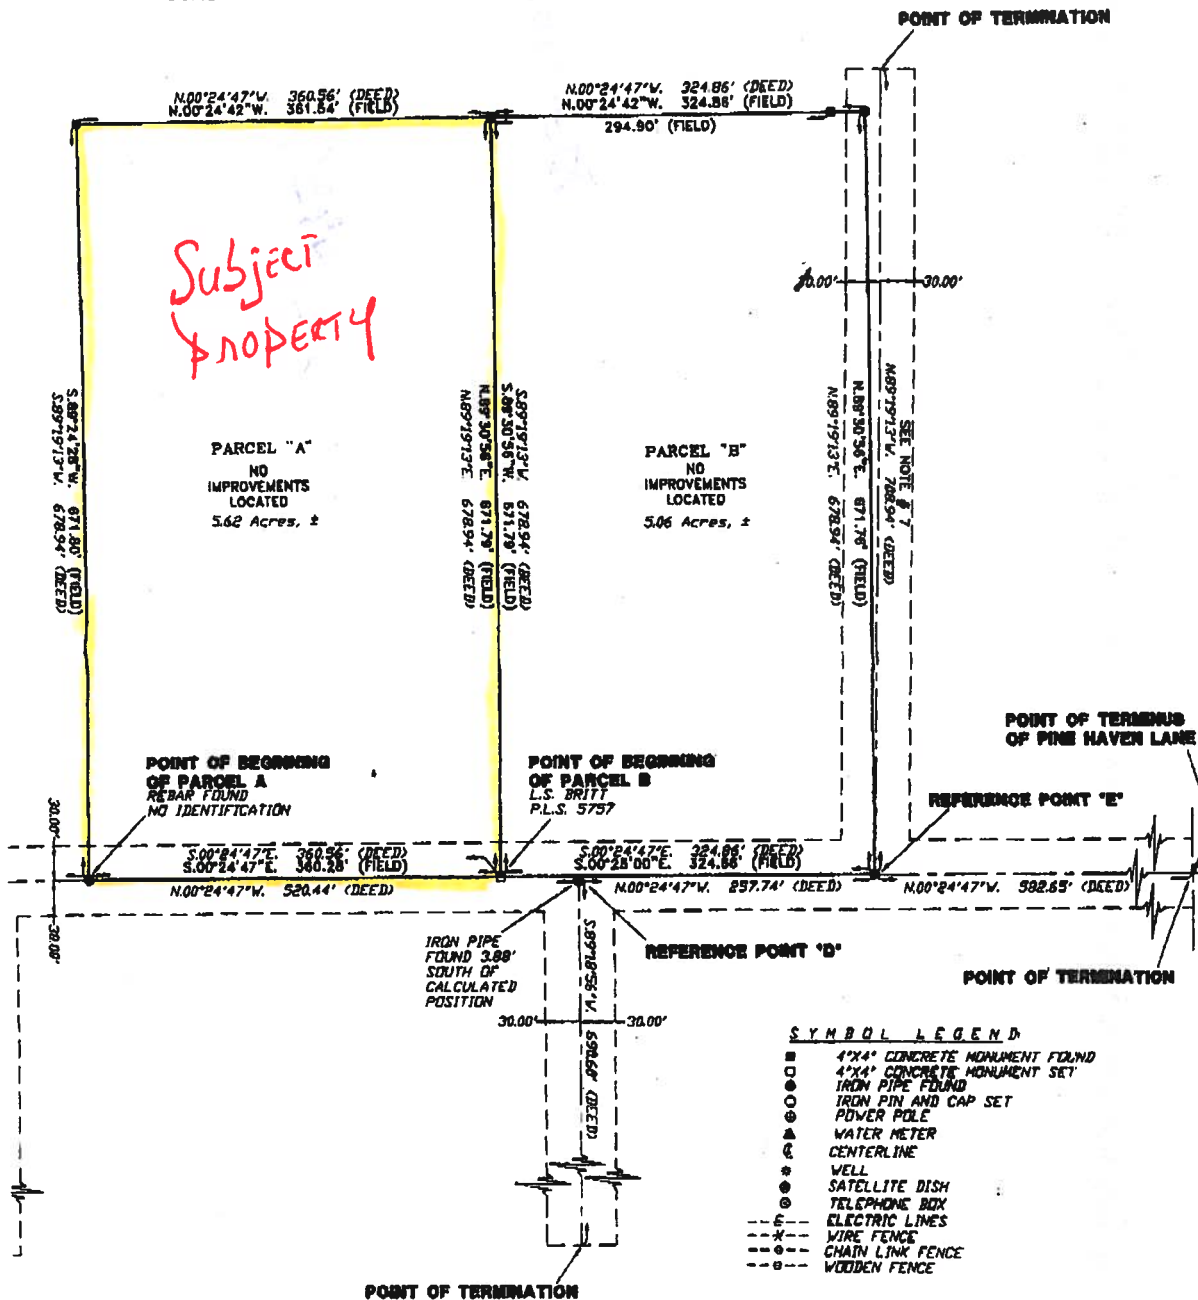 POINT OF TERMINATION
N.00°24'47"W. 360.56' (DEED)
N.00°24'42"W. 361.64' (FIELD)
N.00°24'47"W. 324.86' (DEED)
N.00°24'42"W. 324.86' (FIELD)
294.90' (FIELD)
Subject
property
30.00'
30.00'
PARCEL "A"
NO
IMPROVEMENTS
LOCATED
5.62 Acres, ±
PARCEL "B"
NO
IMPROVEMENTS
LOCATED
5.06 Acres, ±
S.89°24'28"W. 671.80' (FIELD)
S.89°19'13"W. 678.94' (DEED)
S.89°19'13"W. 678.94' (DEED)
S.89°30'56"W. 671.79' (FIELD)
N.89°30'56"E. 671.79' (FIELD)
N.89°19'13"E. 678.94' (DEED)
SEE NOTE # 7
N.89°19'13"W. 708.94' (DEED)
N.89°30'56"E. 671.78' (FIELD)
N.89°19'13"E. 678.94' (DEED)
POINT OF TERMINUS
OF PINE HAVEN LANE
POINT OF BEGINNING
OF PARCEL A
REBAR FOUND
NO IDENTIFICATION
POINT OF BEGINNING
OF PARCEL B
L.S. BRITT
P.L.S. 5757
REFERENCE POINT "E"
30.00'
30.00'
S.00°24'47"E. 360.56' (DEED)
S.00°24'47"E. 360.28' (FIELD)
N.00°24'47"W. 520.44' (DEED)
S.00°24'47"E. 324.86' (DEED)
S.00°28'00"E. 324.86' (FIELD)
N.00°24'47"W. 257.74' (DEED)
N.00°24'47"W. 592.65' (DEED)
IRON PIPE
FOUND 3.88'
SOUTH OF
CALCULATED
POSITION
REFERENCE POINT "D"
POINT OF TERMINATION
30.00'
30.00'
S.89°18'56"W. 690.60' (DEED)
SYMBOL LEGEND
4"X4" CONCRETE MONUMENT FOUND
4"X4" CONCRETE MONUMENT SET
IRON PIPE FOUND
IRON PIN AND CAP SET
POWER POLE
WATER METER
CENTERLINE
WELL
SATELLITE DISH
TELEPHONE BOX
--E-- ELECTRIC LINES
--X-- WIRE FENCE
CHAIN LINK FENCE
WOODEN FENCE
POINT OF TERMINATION